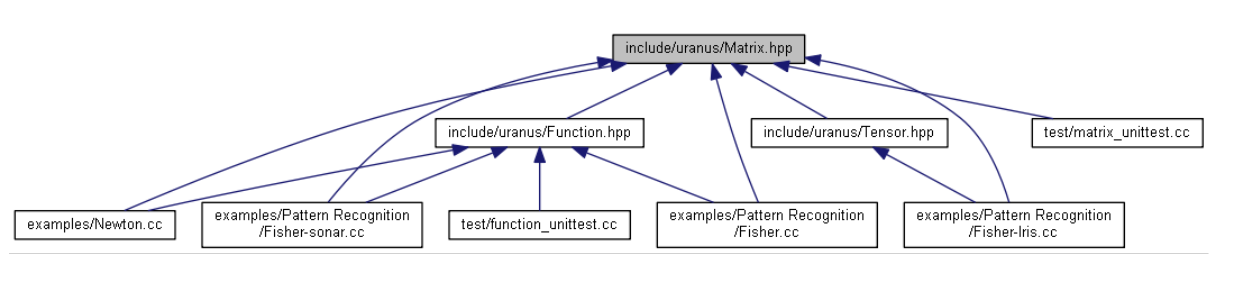 include/uranus/Matrix.hpp
include/uranus/Function.hpp
include/uranus/Tensor.hpp
test/matrix_unittest.cc
examples/Newton.cc
examples/Pattern Recognition
/Fisher-sonar.cc
test/function_unittest.cc
examples/Pattern Recognition
/Fisher.cc
examples/Pattern Recognition
/Fisher-Iris.cc